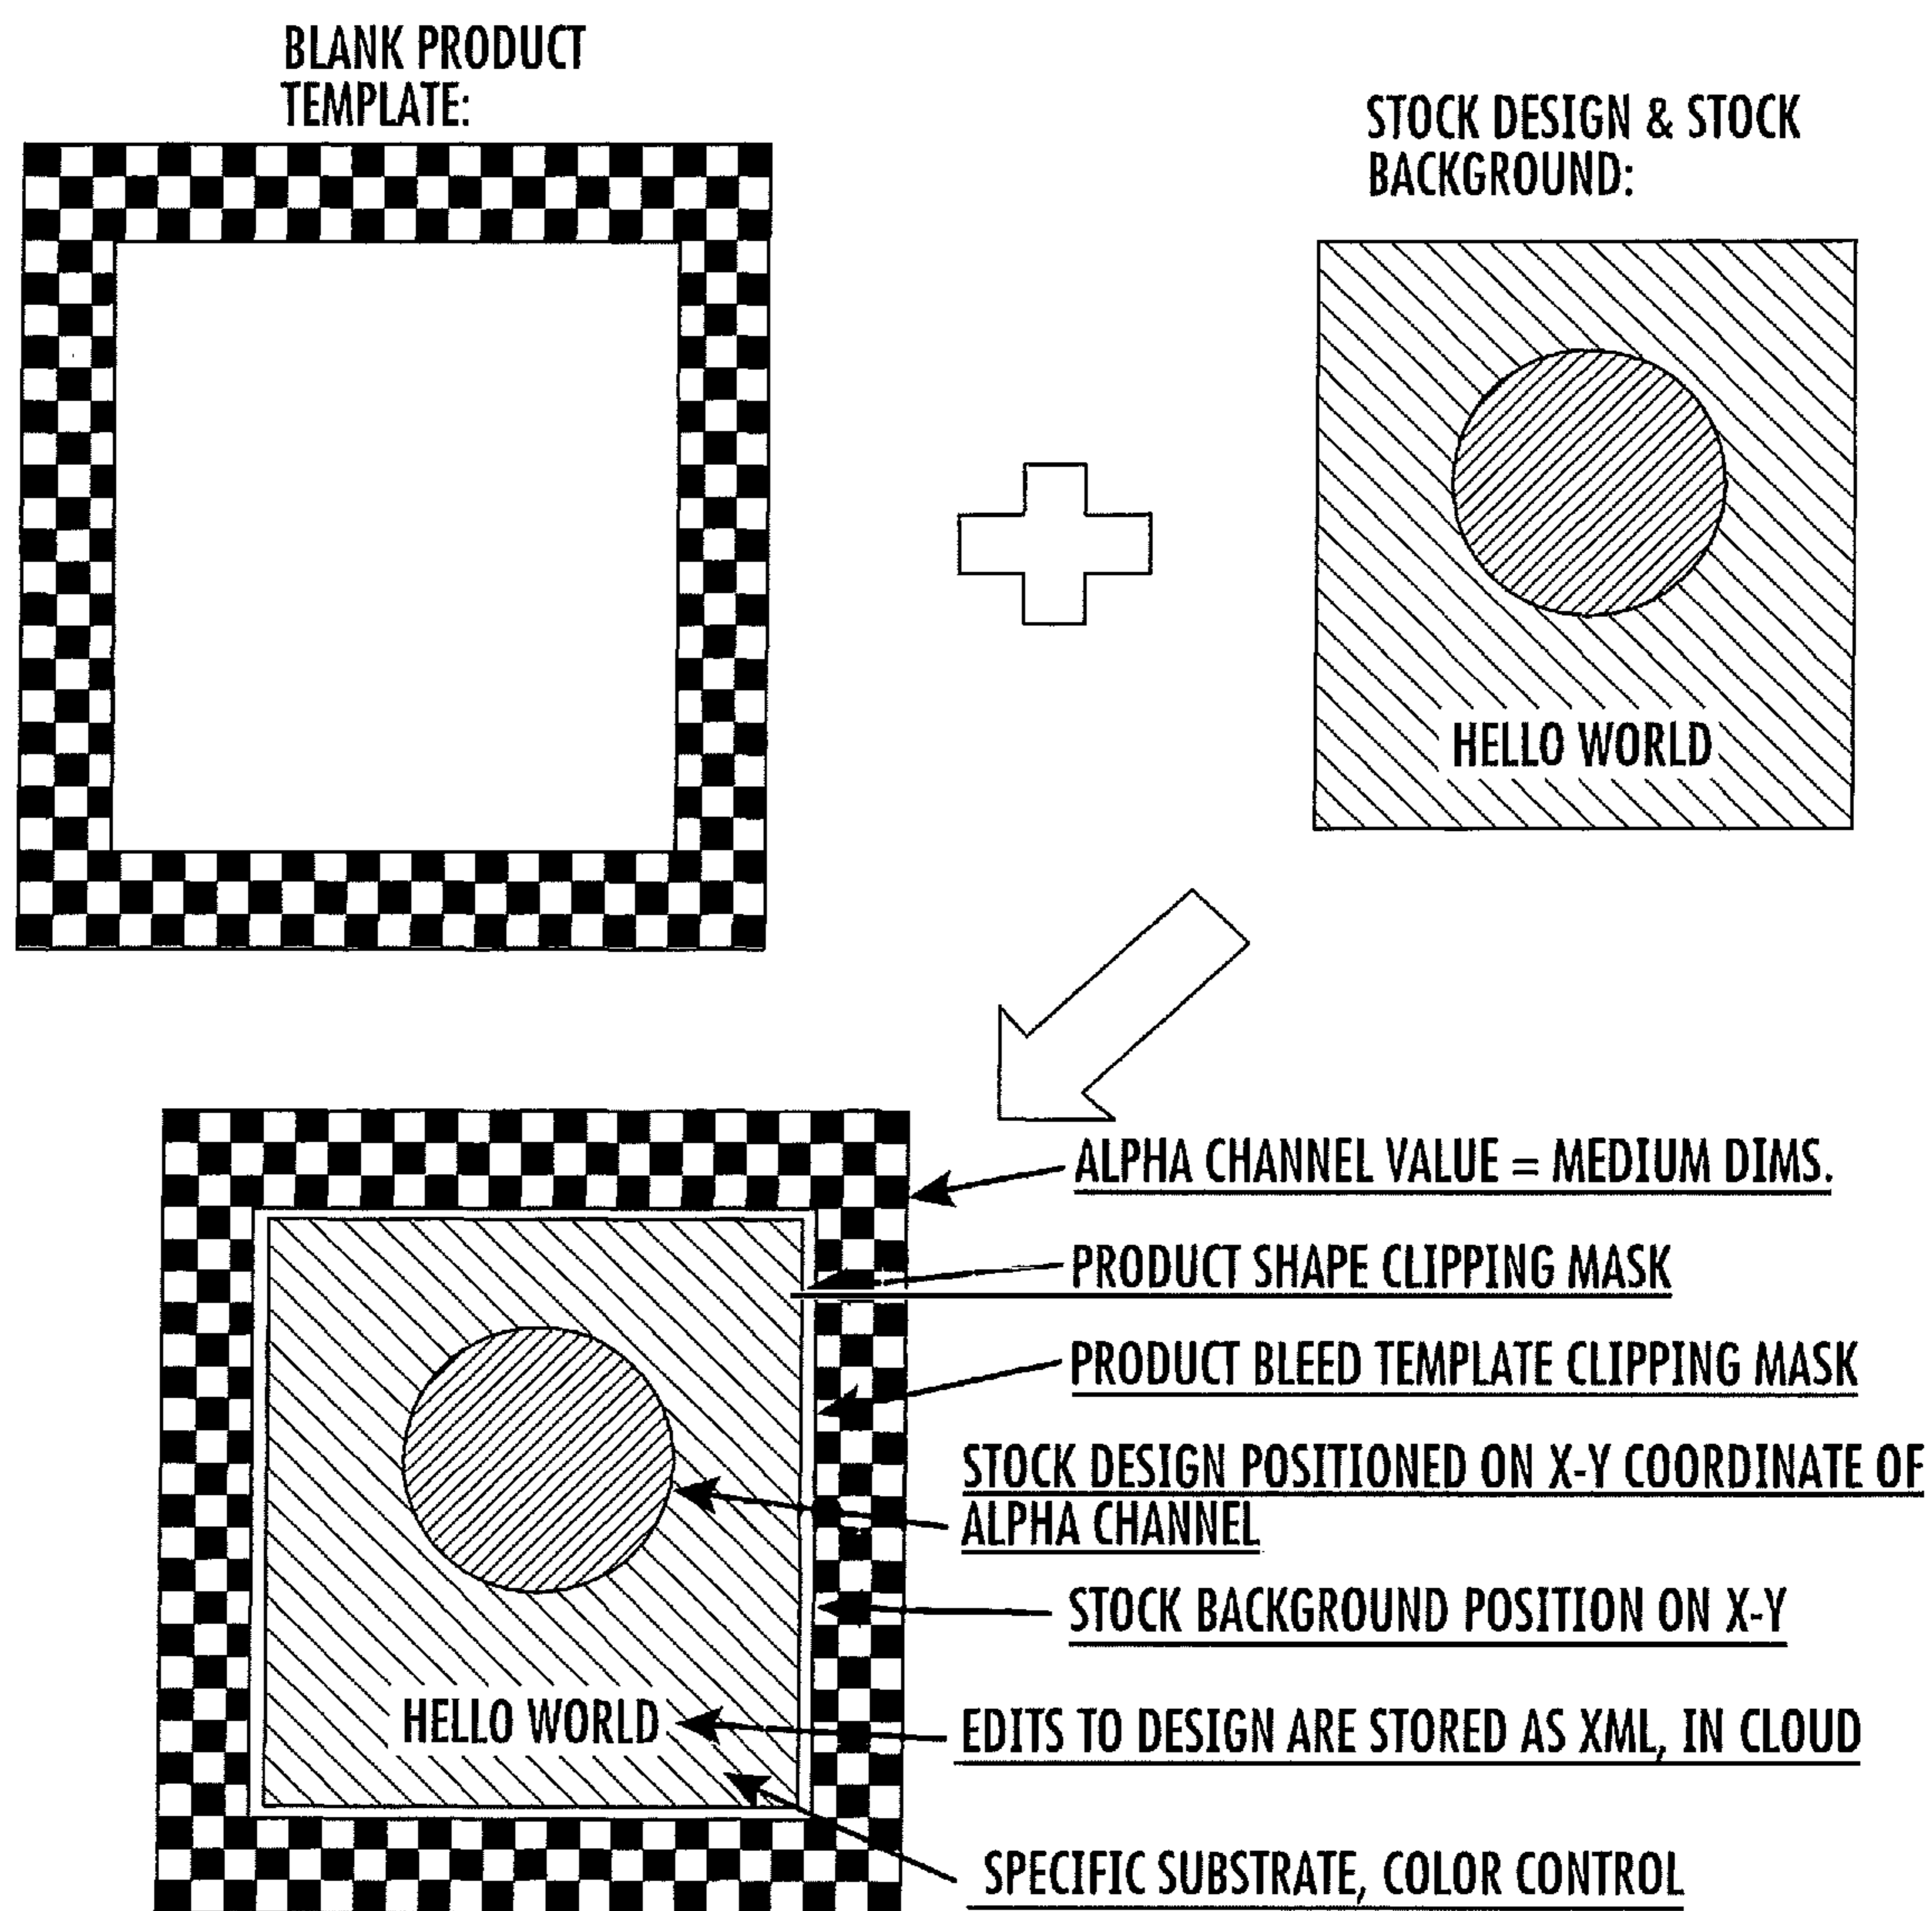 BLANK PRODUCT
TEMPLATE:
STOCK DESIGN & STOCK
BACKGROUND:
HELLO WORLD
ALPHA CHANNEL VALUE = MEDIUM DIMS.
PRODUCT SHAPE CLIPPING MASK
PRODUCT BLEED TEMPLATE CLIPPING MASK
STOCK DESIGN POSITIONED ON X-Y COORDINATE OF
ALPHA CHANNEL
STOCK BACKGROUND POSITION ON X-Y
HELLO WORLD
EDITS TO DESIGN ARE STORED AS XML, IN CLOUD
SPECIFIC SUBSTRATE, COLOR CONTROL